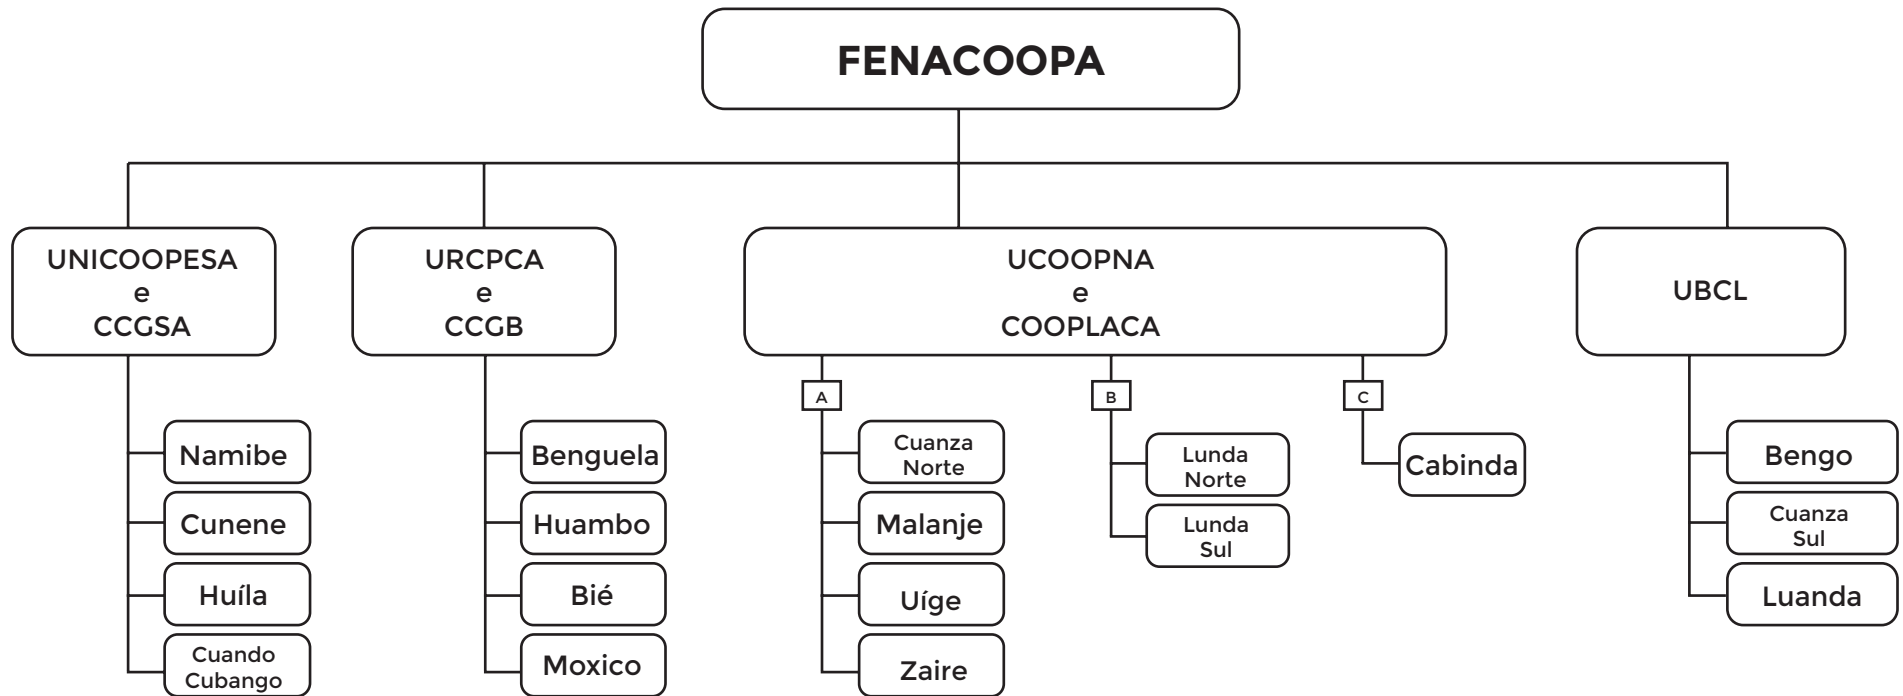 FENACOOPA
UNICOOPESA
e
CCGSA
Namibe
Cunene
Huíla
Cuando
Cubango
URCPCA
e
CCGB
Benguela
Huambo
Bié
Moxico
UCOOPNA
e
COOPLACA
A
Cuanza
Norte
Malanje
Uíge
Zaire
B
Lunda
Norte
Lunda
Sul
C
Cabinda
UBCL
Bengo
Cuanza
Sul
Luanda